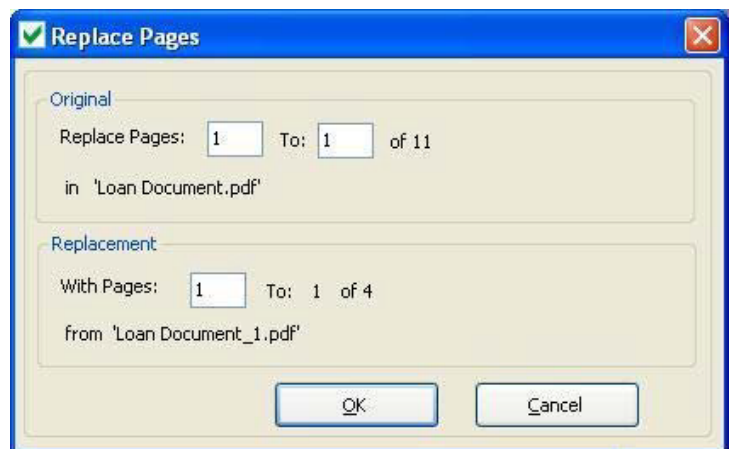 Replace Pages
Original
Replace Pages: 1 To: 1 of 11
in 'Loan Document.pdf'
Replacement
With Pages: 1 To: 1 of 4
from 'Loan Document_1.pdf'
OK Cancel